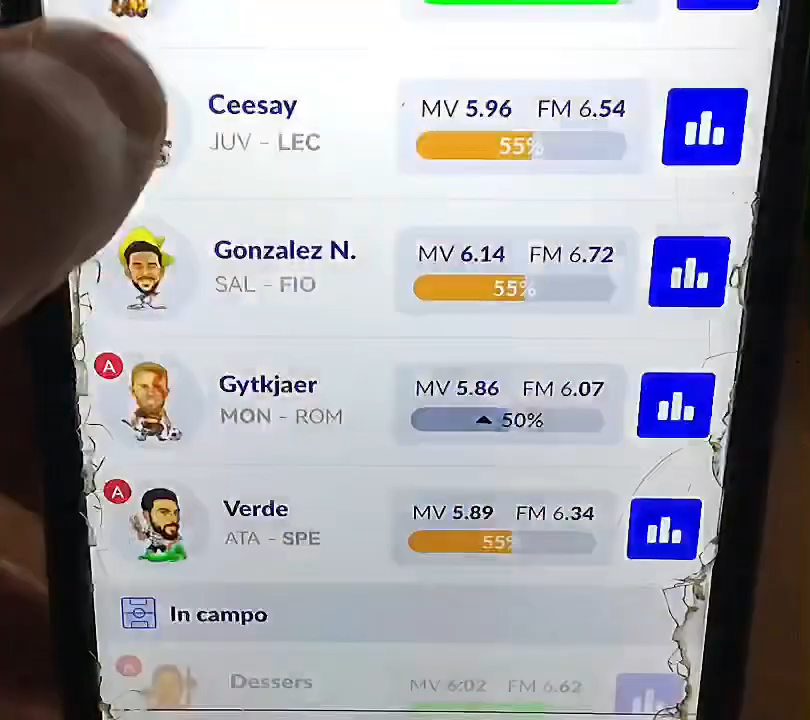 Ceesay MV 5.96 FM 6.54
JUV - LEC 55%
Gonzalez N. MV 6.14 FM 6.72
SAL - FIO 55%
A
Gytkjaer MV 5.86 FM 6.07
MON - ROM 50%
A
Verde MV 5.89 FM 6.34
ATA - SPE 55%
In campo
A
Dessers MV 6.02 FM 6.62